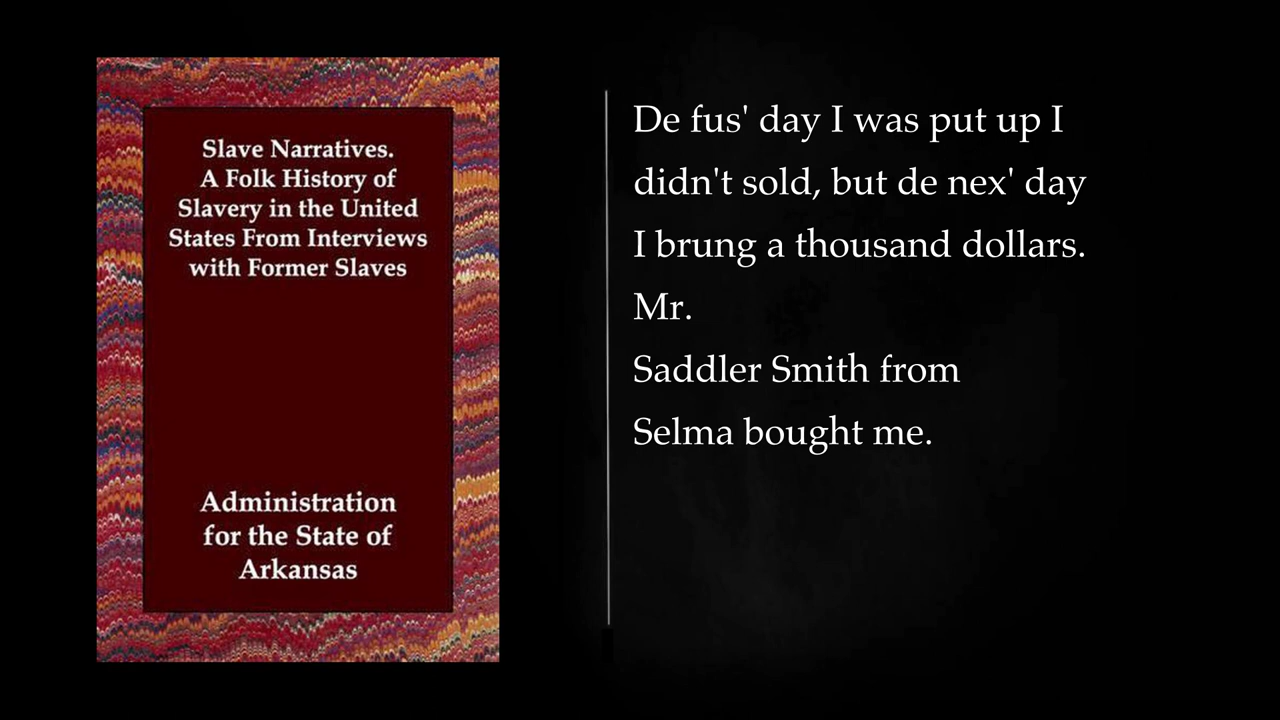 Slave Narratives.
A Folk History of
Slavery in the United
States From Interviews
with Former Slaves
Administration
for the State of
Arkansas
De fus' day I was put up I
didn't sold, but de nex' day
I brung a thousand dollars.
Mr.
Saddler Smith from
Selma bought me.